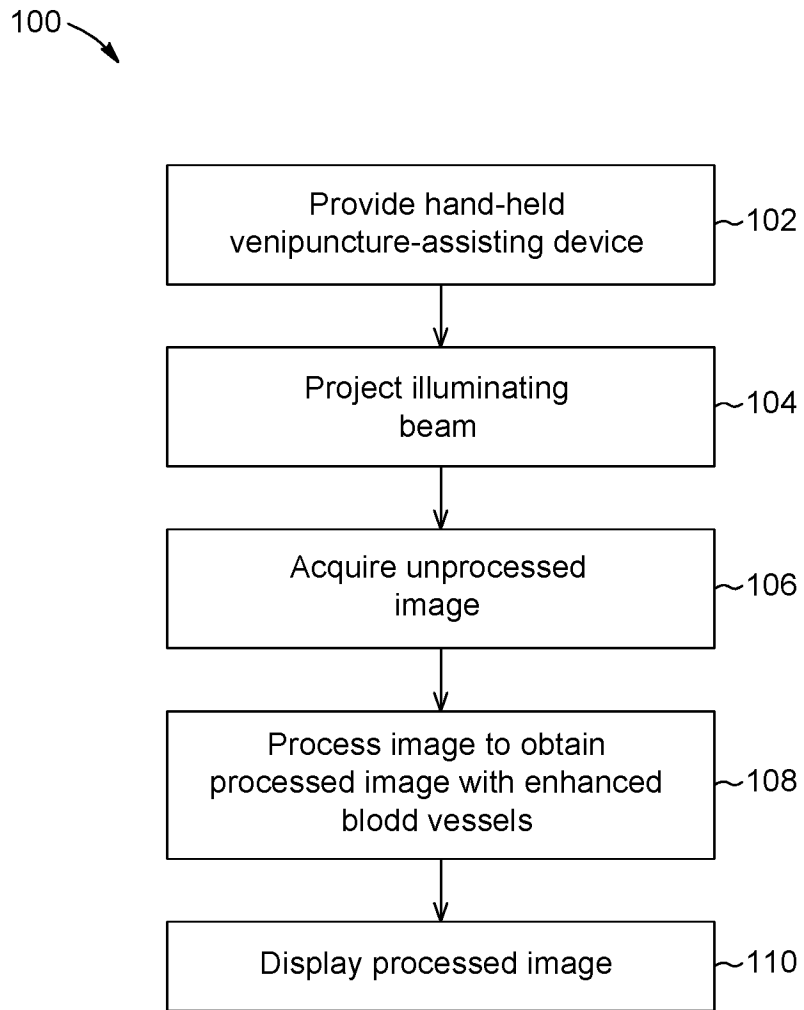 100
Provide hand-held
venipuncture-assisting device
102
Project illuminating
beam
104
Acquire unprocessed
image
106
Process image to obtain
processed image with enhanced
blodd vessels
108
Display processed image
110